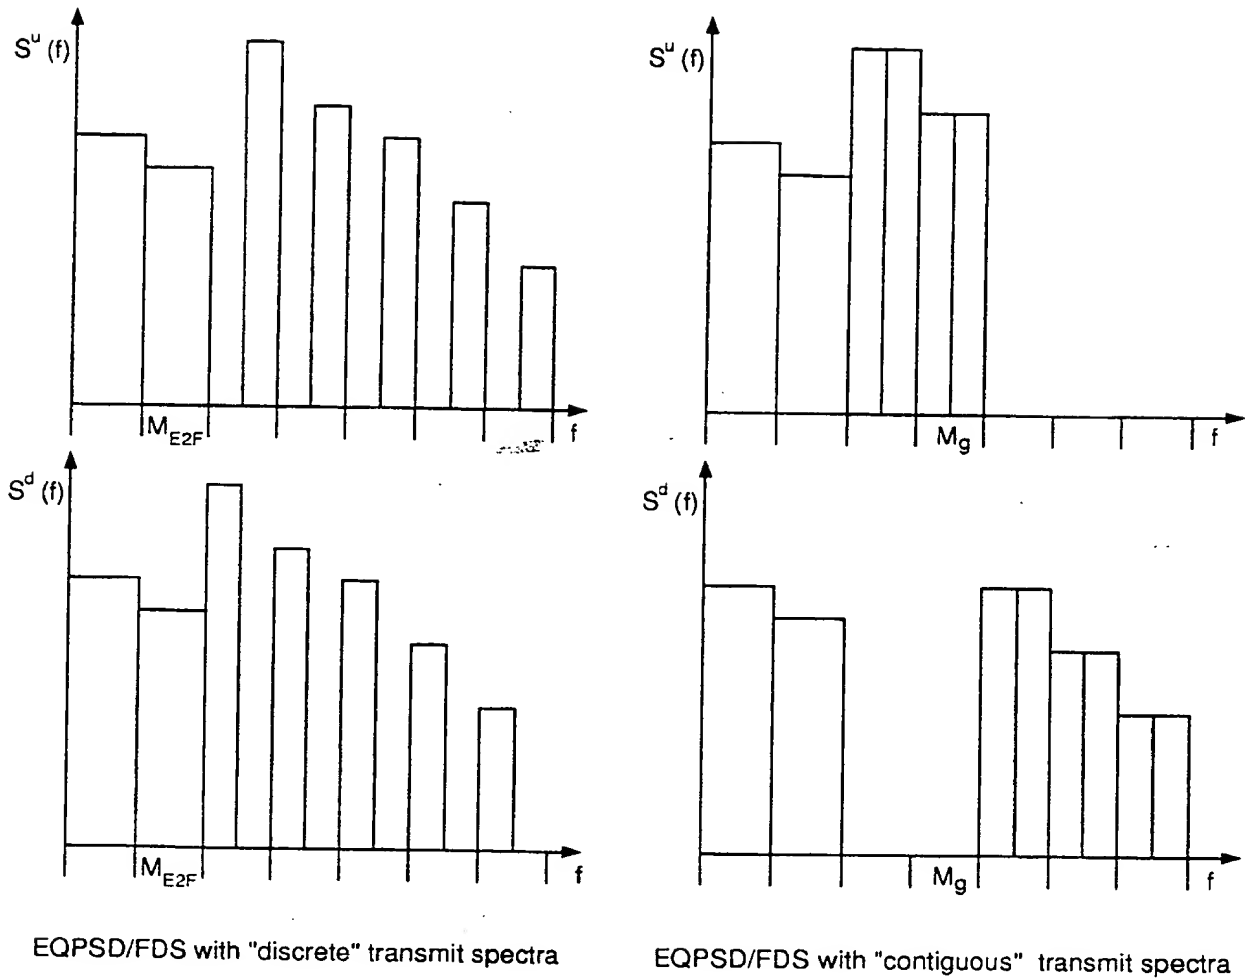 S^u (f)
M_E2F
f
S^u (f)
M_g
f
S^d (f)
M_E2F
f
S^d (f)
M_g
f
EQPSD/FDS with "discrete" transmit spectra
EQPSD/FDS with "contiguous" transmit spectra